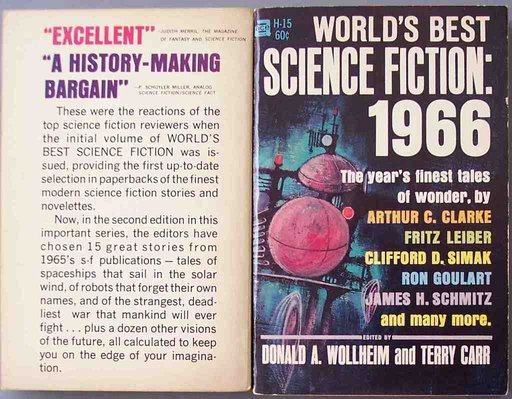 "EXCELLENT" —JUDITH MERRIL, THE MAGAZINE OF FANTASY AND SCIENCE FICTION
"A HISTORY-MAKING
BARGAIN" —P. SCHUYLER MILLER, ANALOG SCIENCE FICTION/SCIENCE FACT
These were the reactions of the
top science fiction reviewers when
the initial volume of WORLD'S
BEST SCIENCE FICTION was is-
sued, providing the first up-to-date
selection in paperbacks of the finest
modern science fiction stories and
novelettes.
Now, in the second edition in this
important series, the editors have
chosen 15 great stories from
1965's s-f publications — tales of
spaceships that sail in the solar
wind, of robots that forget their own
names, and of the strangest, dead-
liest war that mankind will ever
fight . . . plus a dozen other visions
of the future, all calculated to keep
you on the edge of your imagina-
tion.
H-15
60¢
WORLD'S BEST
SCIENCE FICTION:
1966
The year's finest tales
of wonder, by
ARTHUR C. CLARKE
FRITZ LEIBER
CLIFFORD D. SIMAK
RON GOULART
JAMES H. SCHMITZ
and many more.
EDITED BY
DONALD A. WOLLHEIM and TERRY CARR